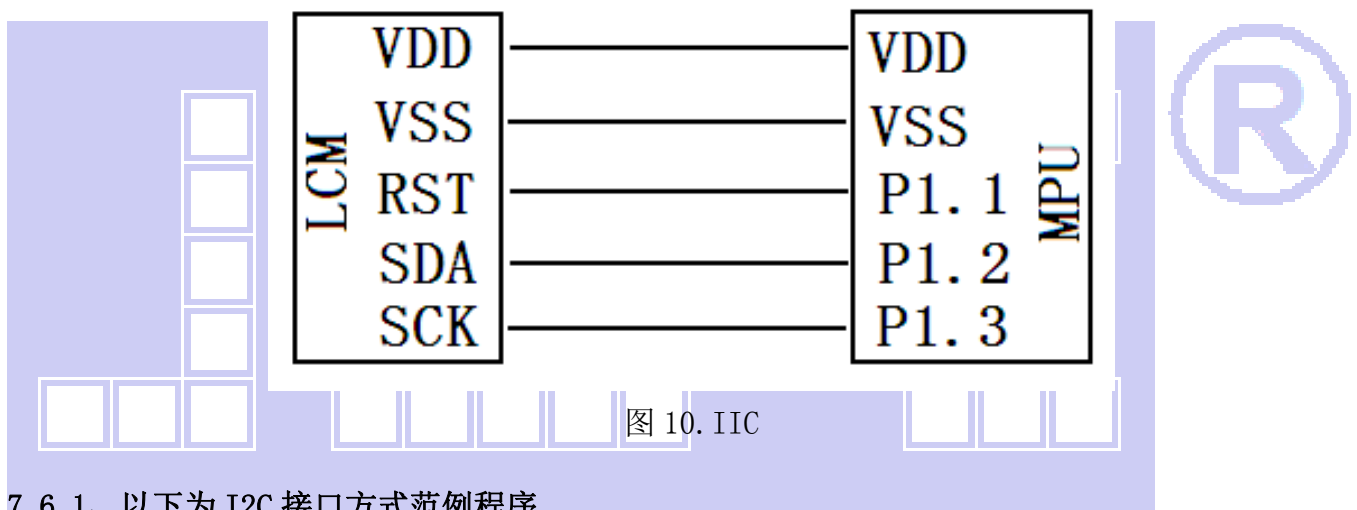 VDD VDD
VSS VSS
LCM RST P1.1 MPU
SDA P1.2
SCK P1.3
R
图 10.IIC
7.6.1. 以下为 I2C 接口方式范例程序